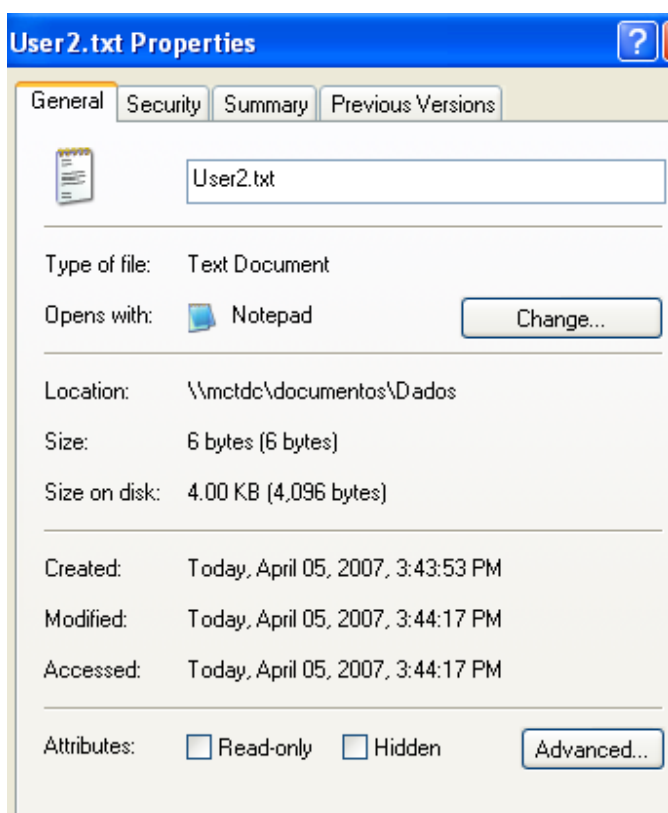 User2.txt Properties ?
General Security Summary Previous Versions
User2.txt
Type of file: Text Document
Opens with: Notepad Change...
Location: \\mctdc\documentos\Dados
Size: 6 bytes (6 bytes)
Size on disk: 4.00 KB (4,096 bytes)
Created: Today, April 05, 2007, 3:43:53 PM
Modified: Today, April 05, 2007, 3:44:17 PM
Accessed: Today, April 05, 2007, 3:44:17 PM
Attributes: Read-only Hidden Advanced...